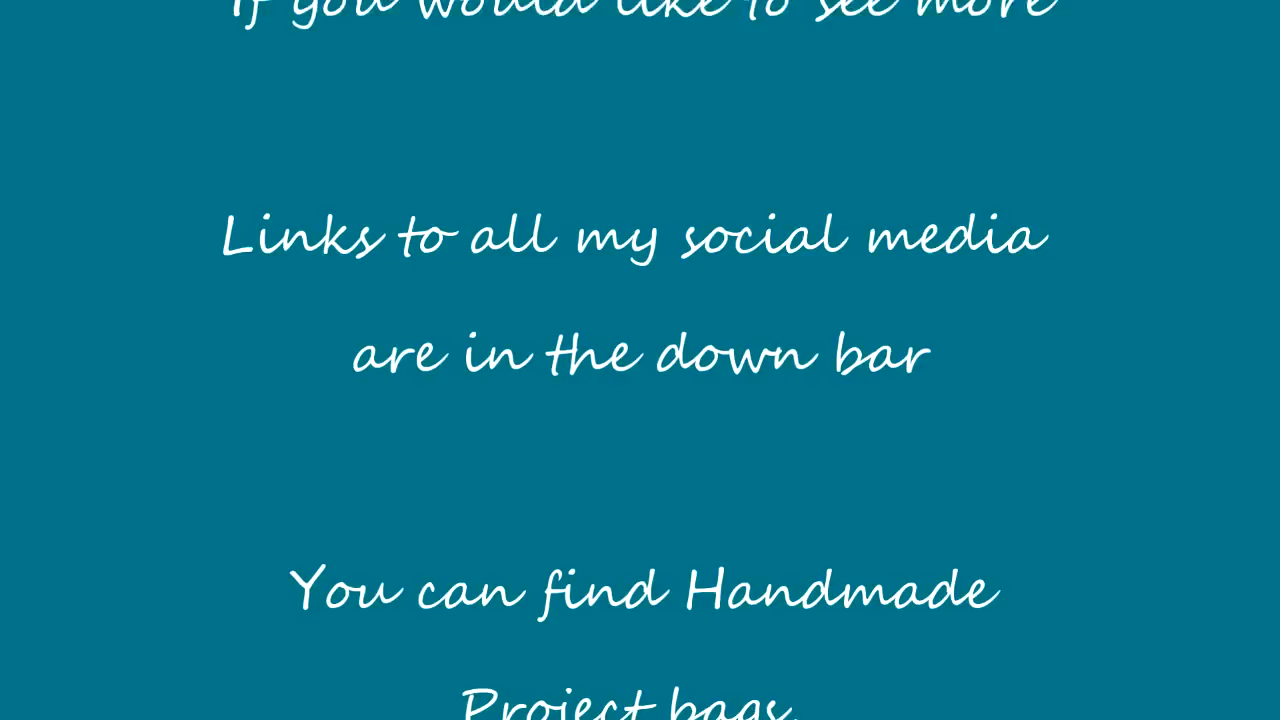 If you would like to see more
Links to all my social media
are in the down bar
You can find Handmade
Project bags,